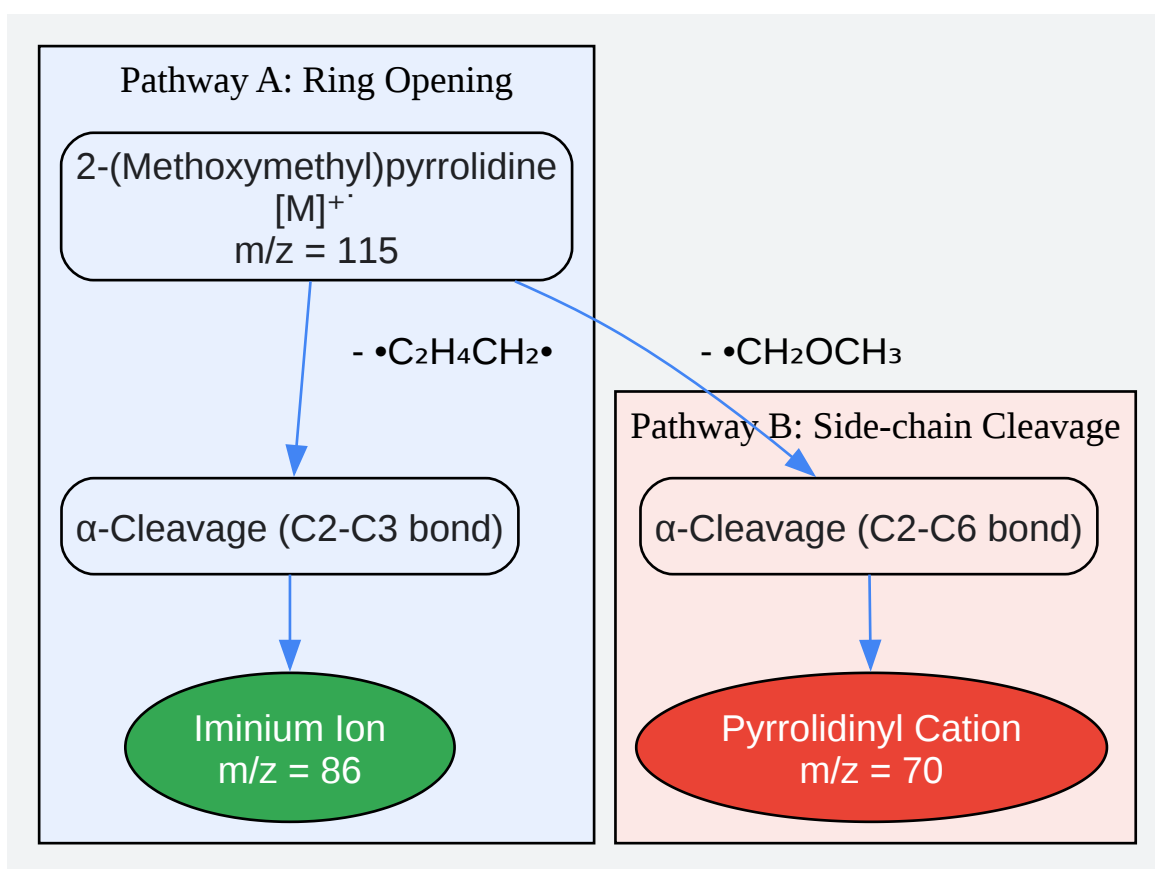 Pathway A: Ring Opening
2-(Methoxymethyl)pyrrolidine
[M]⁺˙
m/z = 115
- •C₂H₄CH₂•
- •CH₂OCH₃
Pathway B: Side-chain Cleavage
α-Cleavage (C2-C3 bond)
α-Cleavage (C2-C6 bond)
Iminium Ion
m/z = 86
Pyrrolidinyl Cation
m/z = 70